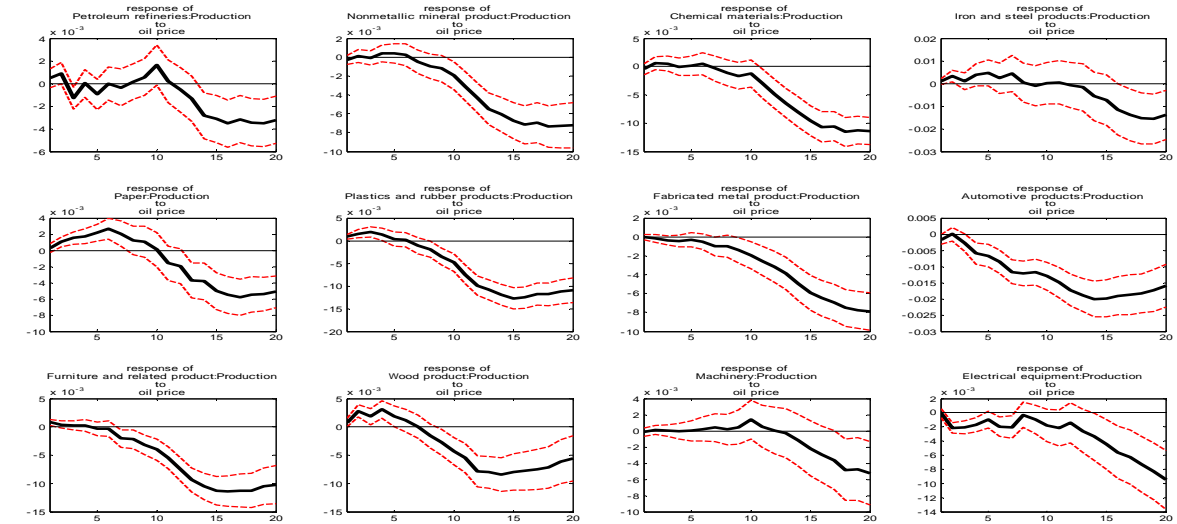 response of
Petroleum refineries:Production
to
oil price
x 10⁻³
4
2
0
-2
-4
-6
5
10
15
20
response of
Nonmetallic mineral product:Production
to
oil price
x 10⁻³
2
0
-2
-4
-6
-8
-10
5
10
15
20
response of
Chemical materials:Production
to
oil price
x 10⁻³
5
0
-5
-10
-15
5
10
15
20
response of
Iron and steel products:Production
to
oil price
0.02
0.01
0
-0.01
-0.02
-0.03
5
10
15
20
response of
Paper:Production
to
oil price
x 10⁻³
4
2
0
-2
-4
-6
-8
-10
5
10
15
20
response of
Plastics and rubber products:Production
to
oil price
x 10⁻³
5
0
-5
-10
-15
-20
5
10
15
20
response of
Fabricated metal product:Production
to
oil price
x 10⁻³
2
0
-2
-4
-6
-8
-10
5
10
15
20
response of
Automotive products:Production
to
oil price
0.005
0
-0.005
-0.01
-0.015
-0.02
-0.025
-0.03
5
10
15
20
response of
Furniture and related product:Production
to
oil price
x 10⁻³
5
0
-5
-10
-15
5
10
15
20
response of
Wood product:Production
to
oil price
x 10⁻³
5
0
-5
-10
-15
5
10
15
20
response of
Machinery:Production
to
oil price
x 10⁻³
4
2
0
-2
-4
-6
-8
-10
5
10
15
20
response of
Electrical equipment:Production
to
oil price
x 10⁻³
2
0
-2
-4
-6
-8
-10
-12
-14
5
10
15
20